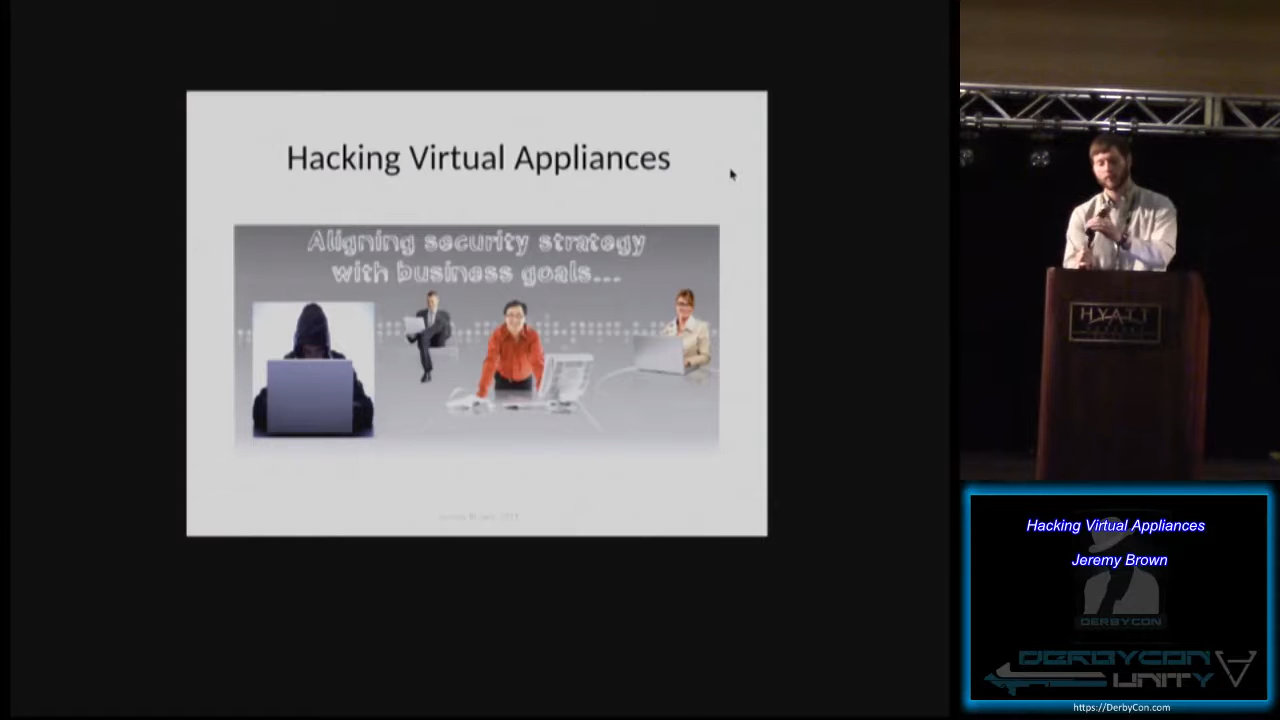 Hacking Virtual Appliances
Aligning security strategy
with business goals...
HYATT
Hacking Virtual Appliances
Jeremy Brown
DERBYCON
DERBYCON
UNITY
https://DerbyCon.com